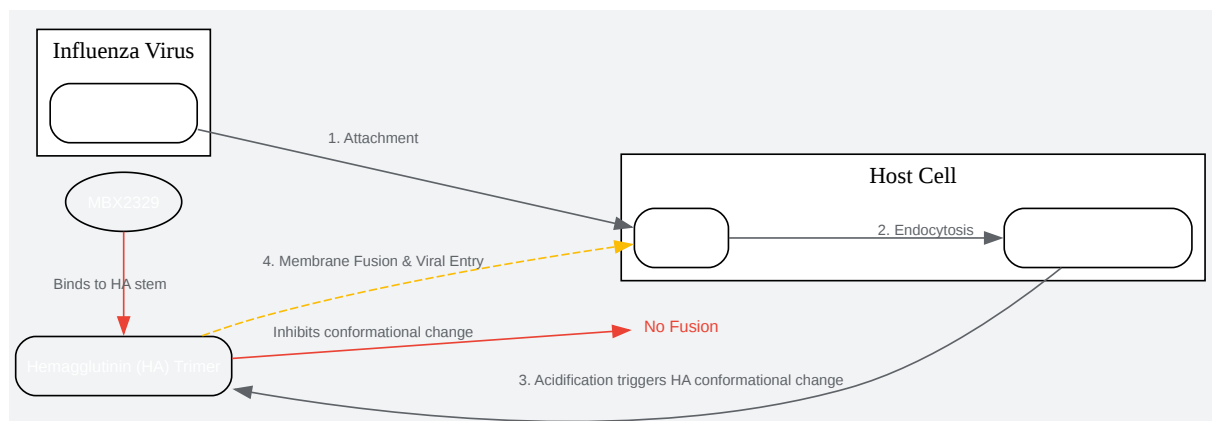 Influenza Virus
1. Attachment
Host Cell
MBX2329
2. Endocytosis
4. Membrane Fusion & Viral Entry
Binds to HA stem
No Fusion
Inhibits conformational change
Hemagglutinin (HA) Trimer
3. Acidification triggers HA conformational change